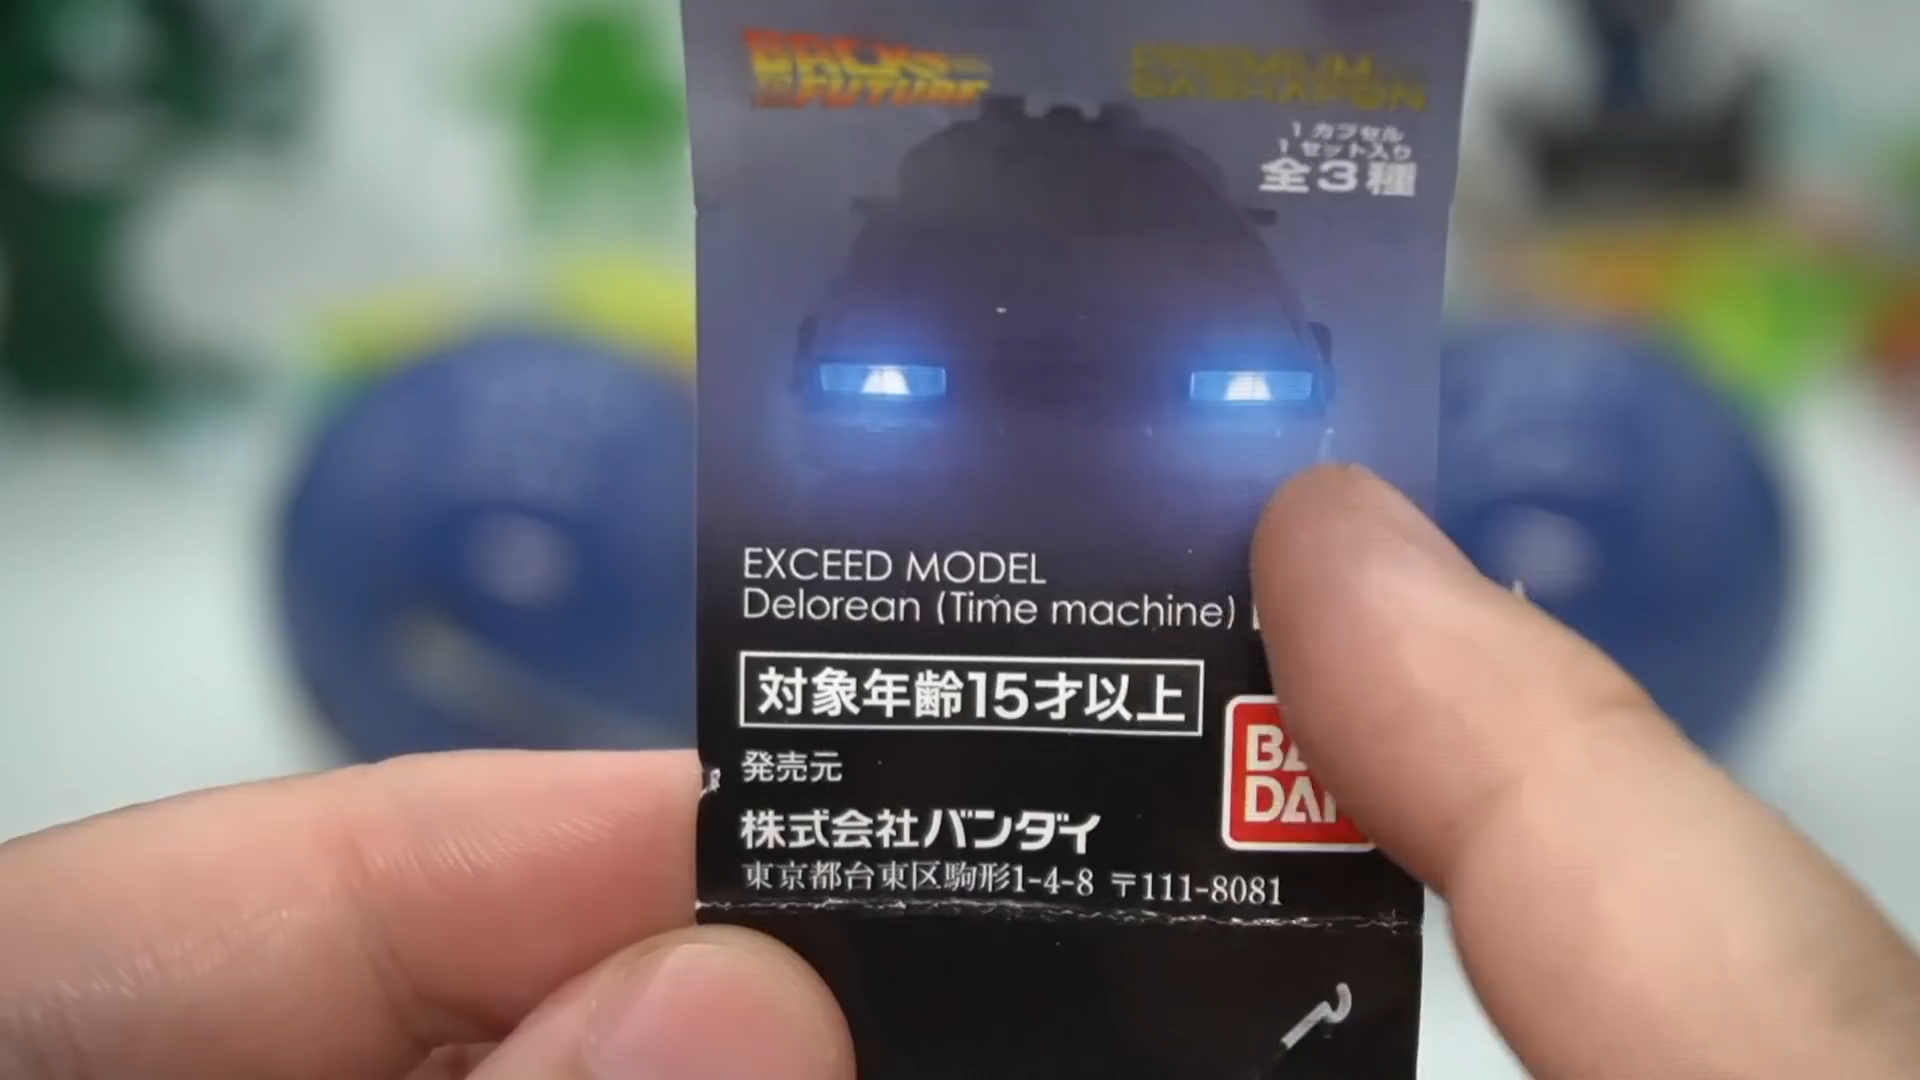 BACK TO THE FUTURE
PREMIUM GASHAPON
1カプセル
1セット入り
全3種
EXCEED MODEL
Delorean (Time machine)
対象年齢15才以上
発売元
株式会社バンダイ
東京都台東区駒形1-4-8 〒111-8081
BA
DAI